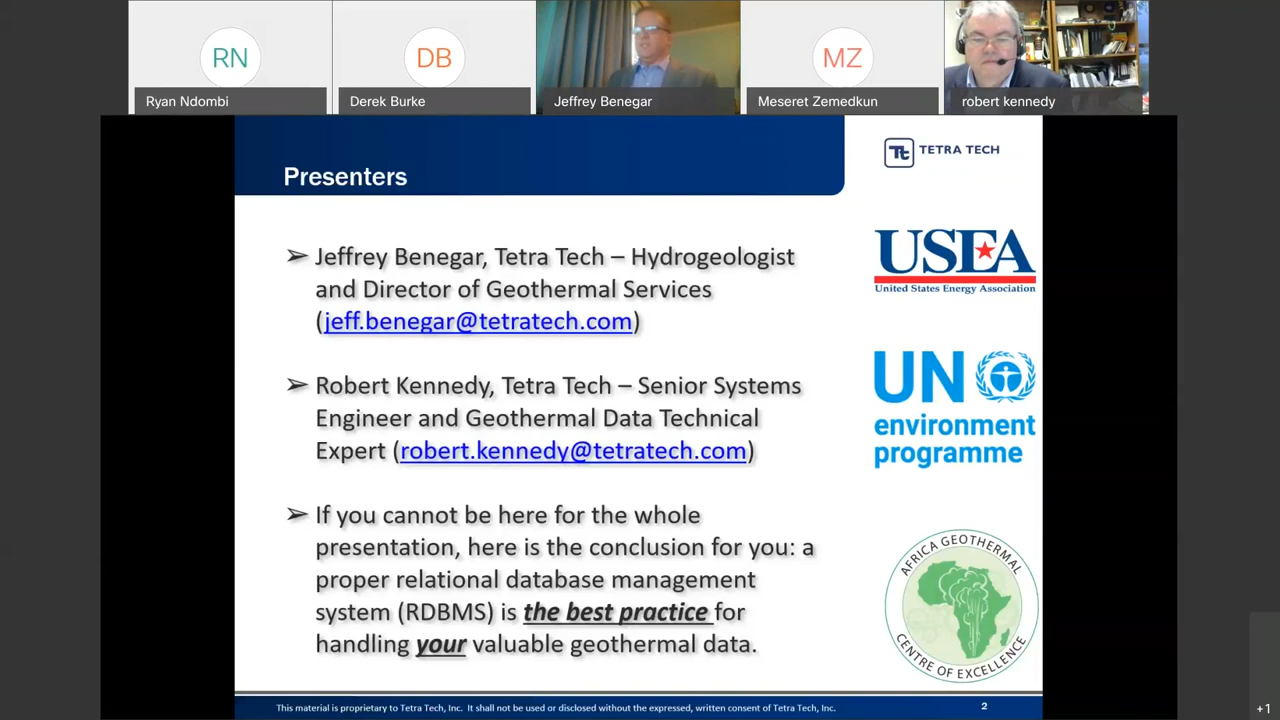 RN
DB
MZ
Ryan Ndombi
Derek Burke
Jeffrey Benegar
Meseret Zemedkun
robert kennedy
Presenters
Tt TETRA TECH
➢ Jeffrey Benegar, Tetra Tech – Hydrogeologist
and Director of Geothermal Services
(jeff.benegar@tetratech.com)
➢ Robert Kennedy, Tetra Tech – Senior Systems
Engineer and Geothermal Data Technical
Expert (robert.kennedy@tetratech.com)
➢ If you cannot be here for the whole
presentation, here is the conclusion for you: a
proper relational database management
system (RDBMS) is the best practice for
handling your valuable geothermal data.
USEA
United States Energy Association
UN
environment
programme
AFRICA GEOTHERMAL
CENTRE OF EXCELLENCE
This material is proprietary to Tetra Tech, Inc. It shall not be used or disclosed without the expressed, written consent of Tetra Tech, Inc.
2
+1